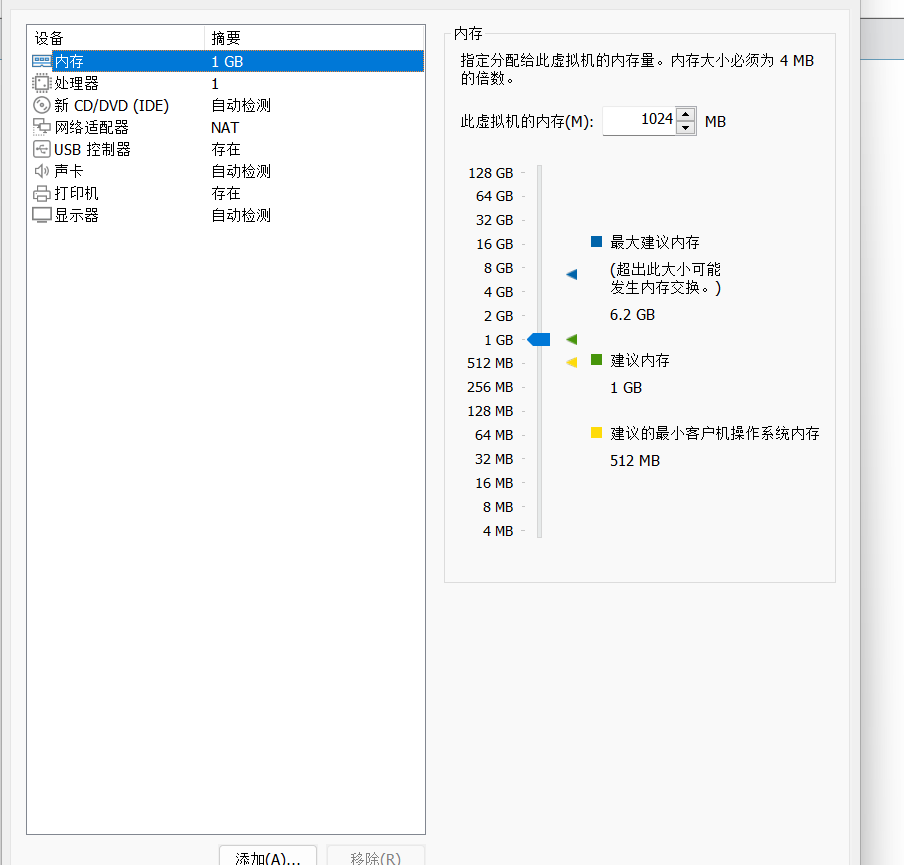 设备 摘要
内存 1 GB
处理器 1
新 CD/DVD (IDE) 自动检测
网络适配器 NAT
USB 控制器 存在
声卡 自动检测
打印机 存在
显示器 自动检测
添加(A)... 移除(R)
内存
指定分配给此虚拟机的内存量。内存大小必须为 4 MB
的倍数。
此虚拟机的内存(M): 1024 MB
128 GB
64 GB
32 GB
16 GB
8 GB
4 GB
2 GB
1 GB
512 MB
256 MB
128 MB
64 MB
32 MB
16 MB
8 MB
4 MB
最大建议内存
(超出此大小可能
发生内存交换。)
6.2 GB
建议内存
1 GB
建议的最小客户机操作系统内存
512 MB